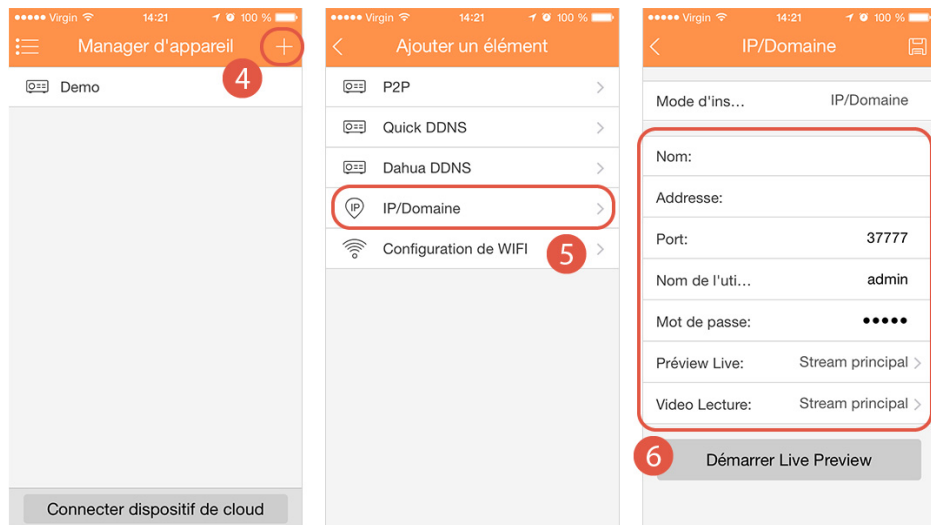 Virgin 14:21 100 %
Manager d'appareil +
4
Demo
Connecter dispositif de cloud
Virgin 14:21 100 %
Ajouter un élément
P2P
Quick DDNS
Dahua DDNS
IP IP/Domaine
Configuration de WIFI
5
Virgin 14:21 100 %
IP/Domaine
Mode d'ins... IP/Domaine
Nom:
Addresse:
Port: 37777
Nom de l'uti... admin
Mot de passe: •••••
Préview Live: Stream principal
Video Lecture: Stream principal
6
Démarrer Live Preview